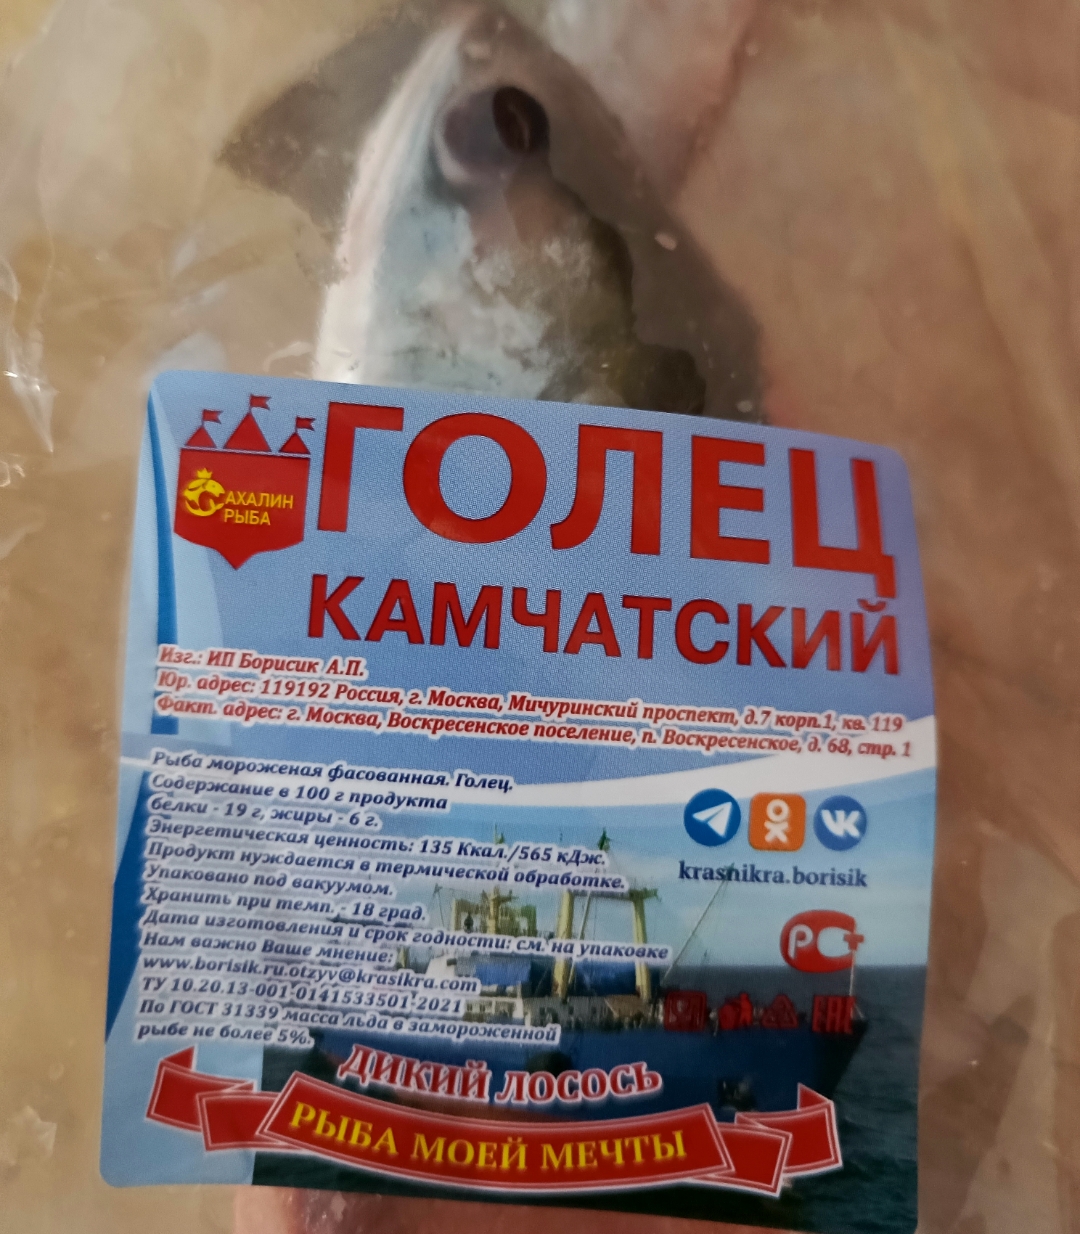 САХАЛИН
РЫБА
ГОЛЕЦ
КАМЧАТСКИЙ
Изг.: ИП Борисик А.П.
Юр. адрес: 119192 Россия, г. Москва, Мичуринский проспект, д.7 корп.1, кв. 119
Факт. адрес: г. Москва, Воскресенское поселение, п. Воскресенское, д. 68, стр. 1
Рыба мороженая фасованная. Голец.
Содержание в 100 г продукта
белки - 19 г, жиры - 6 г.
Энергетическая ценность: 135 Ккал./565 кДж.
Продукт нуждается в термической обработке.
Упаковано под вакуумом.
Хранить при темп. - 18 град.
Дата изготовления и срок годности: см. на упаковке
Нам важно Ваше мнение:
www.borisik.ru.otzyv@krasikra.com
ТУ 10.20.13-001-0141533501-2021
По ГОСТ 31339 масса льда в замороженной
рыбе не более 5%.
krasnikra.borisik
РСт
ЕАС
ДИКИЙ ЛОСОСЬ
РЫБА МОЕЙ МЕЧТЫ